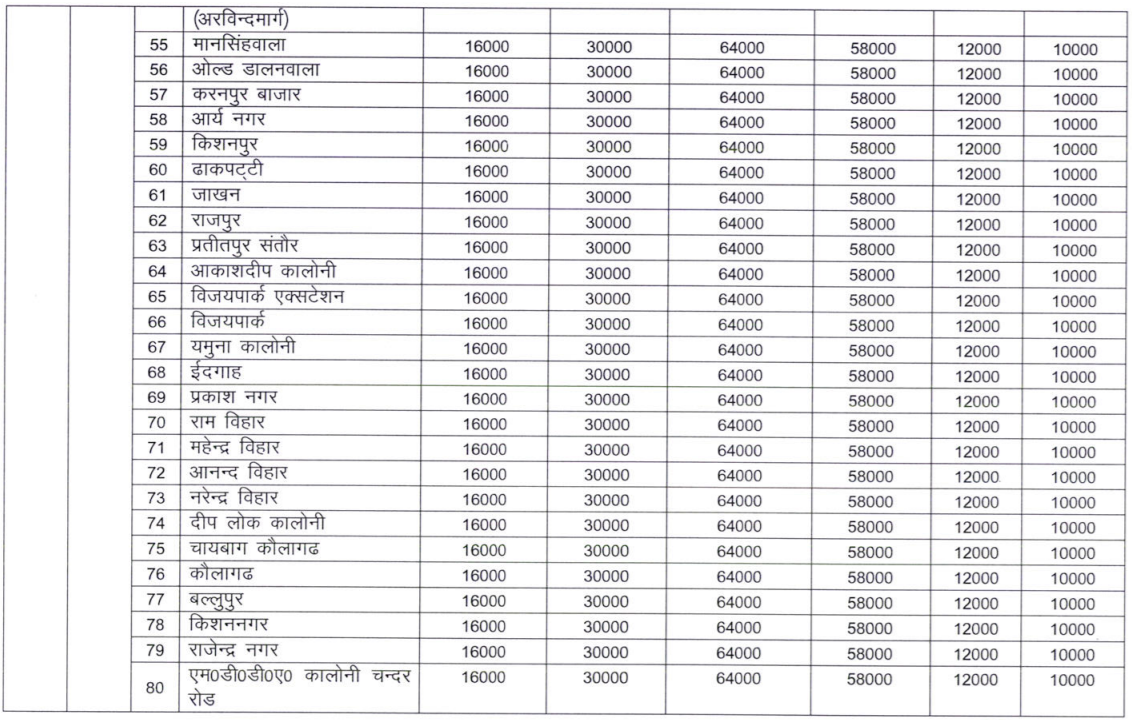 (अरविन्दमार्ग)
55 मानसिंहवाला 16000 30000 64000 58000 12000 10000
56 ओल्ड डालनवाला 16000 30000 64000 58000 12000 10000
57 करनपुर बाजार 16000 30000 64000 58000 12000 10000
58 आर्य नगर 16000 30000 64000 58000 12000 10000
59 किशनपुर 16000 30000 64000 58000 12000 10000
60 ढाकपट्टी 16000 30000 64000 58000 12000 10000
61 जाखन 16000 30000 64000 58000 12000 10000
62 राजपुर 16000 30000 64000 58000 12000 10000
63 प्रतीतपुर संतौर 16000 30000 64000 58000 12000 10000
64 आकाशदीप कालोनी 16000 30000 64000 58000 12000 10000
65 विजयपार्क एक्सटेशन 16000 30000 64000 58000 12000 10000
66 विजयपार्क 16000 30000 64000 58000 12000 10000
67 यमुना कालोनी 16000 30000 64000 58000 12000 10000
68 ईदगाह 16000 30000 64000 58000 12000 10000
69 प्रकाश नगर 16000 30000 64000 58000 12000 10000
70 राम विहार 16000 30000 64000 58000 12000 10000
71 महेन्द्र विहार 16000 30000 64000 58000 12000 10000
72 आनन्द विहार 16000 30000 64000 58000 12000 10000
73 नरेन्द्र विहार 16000 30000 64000 58000 12000 10000
74 दीप लोक कालोनी 16000 30000 64000 58000 12000 10000
75 चायबाग कौलागढ 16000 30000 64000 58000 12000 10000
76 कौलागढ 16000 30000 64000 58000 12000 10000
77 बल्लुपुर 16000 30000 64000 58000 12000 10000
78 किशननगर 16000 30000 64000 58000 12000 10000
79 राजेन्द्र नगर 16000 30000 64000 58000 12000 10000
80 एम0डी0डी0ए0 कालोनी चन्दर 16000 30000 64000 58000 12000 10000
रोड